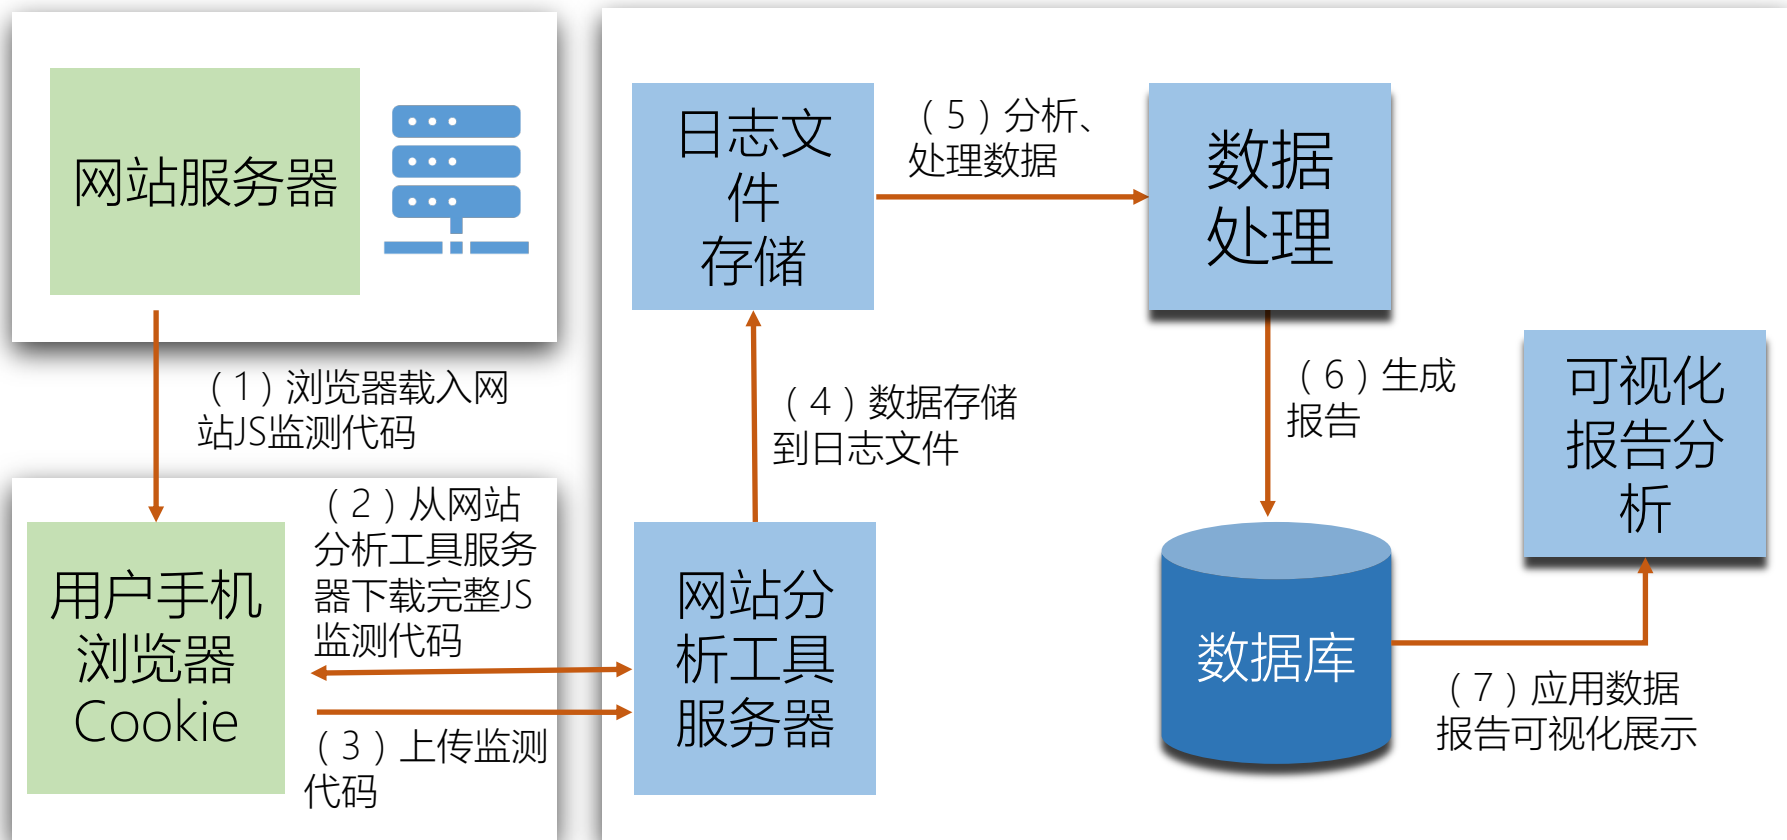 网站服务器
（1）浏览器载入网
站JS监测代码
用户手机
浏览器
Cookie
（2）从网站
分析工具服务
器下载完整JS
监测代码
（3）上传监测
代码
网站分
析工具
服务器
（4）数据存储
到日志文件
日志文
件
存储
（5）分析、
处理数据
数据
处理
（6）生成
报告
数据库
（7）应用数据
报告可视化展示
可视化
报告分
析